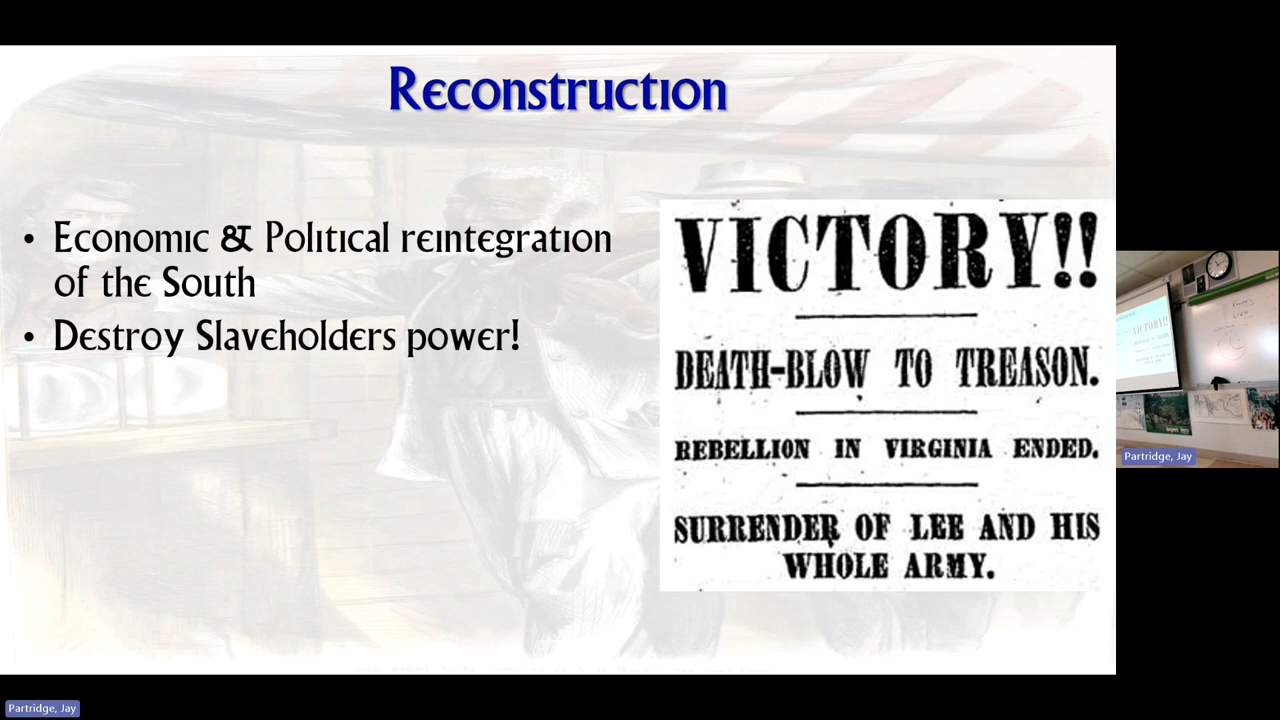 Reconstruction
• Economic & Political reintegration
of the South
• Destroy Slaveholders power!
VICTORY!!
DEATH-BLOW TO TREASON.
REBELLION IN VIRGINIA ENDED.
SURRENDER OF LEE AND HIS
WHOLE ARMY.
VICTORY!!
Partridge, Jay
Partridge, Jay